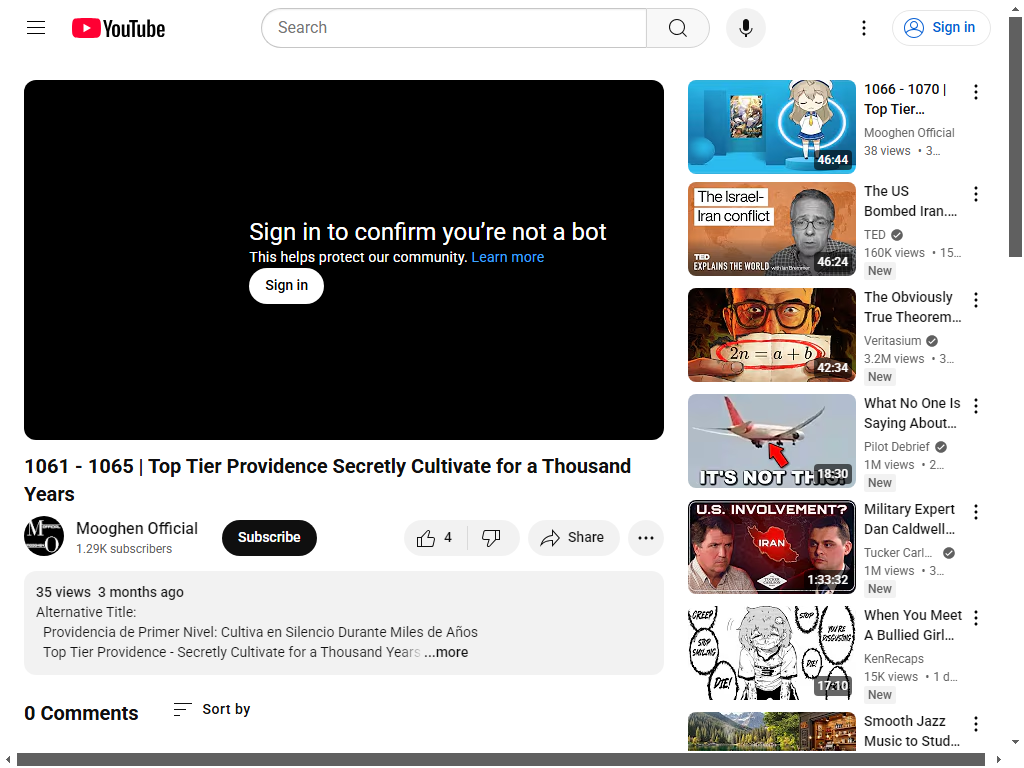 YouTube
Search
Sign in
Sign in to confirm you’re not a bot
This helps protect our community. Learn more
Sign in
1061 - 1065 | Top Tier Providence Secretly Cultivate for a Thousand
Years
Mooghen Official
1.29K subscribers
Subscribe
4
Share
35 views 3 months ago
Alternative Title:
Providencia de Primer Nivel: Cultiva en Silencio Durante Miles de Años
Top Tier Providence - Secretly Cultivate for a Thousand Years ...more
0 Comments
Sort by
46:44
1066 - 1070 |
Top Tier...
Mooghen Official
38 views • 3...
The Israel-
Iran conflict
TED
EXPLAINS THE WORLD with Ian Bremmer
46:24
The US
Bombed Iran....
TED
160K views • 15...
New
2n = a + b
42:34
The Obviously
True Theorem...
Veritasium
3.2M views • 3...
New
IT'S NOT THIS!
18:30
What No One Is
Saying About...
Pilot Debrief
1M views • 2...
New
U.S. INVOLVEMENT?
IRAN
1:33:32
Military Expert
Dan Caldwell...
Tucker Carl...
1M views • 3...
New
CREEP
STOP
SMILING
DIE!
STOP
YOU'RE
DISGUSTING
DIE!
17:10
When You Meet
A Bullied Girl...
KenRecaps
15K views • 1 d...
New
Smooth Jazz
Music to Stud...